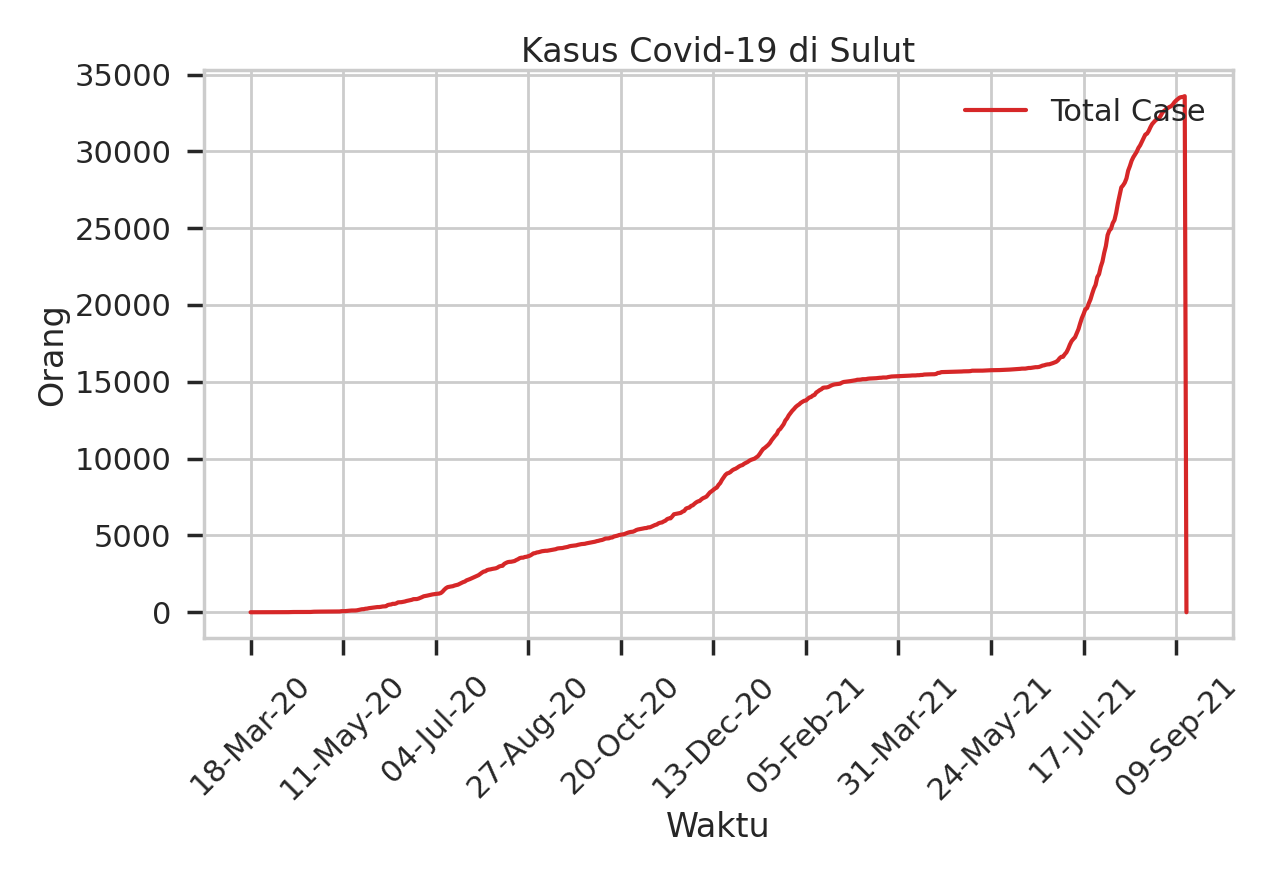 Kasus Covid-19 di Sulut
Total Case
Orang
35000
30000
25000
20000
15000
10000
5000
0
18-Mar-20
11-May-20
04-Jul-20
27-Aug-20
20-Oct-20
13-Dec-20
05-Feb-21
31-Mar-21
24-May-21
17-Jul-21
09-Sep-21
Waktu